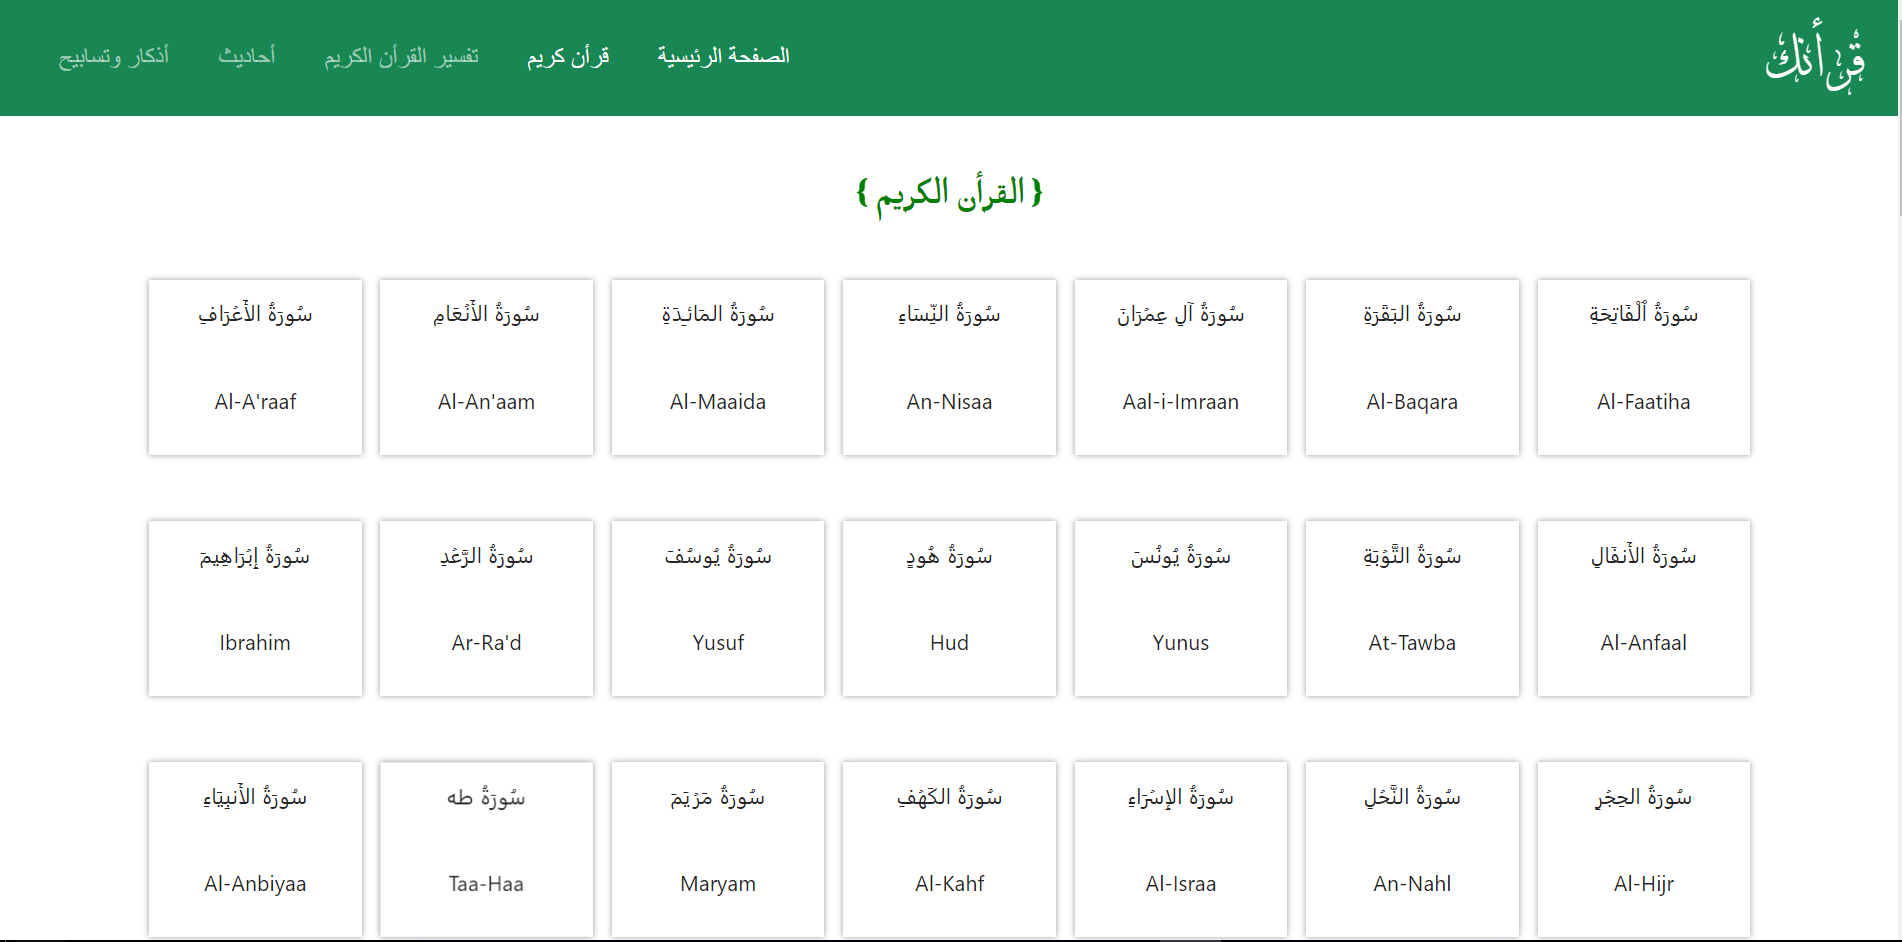 قُرأنك
الصفحة الرئيسية
قرأن كريم
تفسير القرأن الكريم
أحاديث
أذكار وتسابيح
{ القرأن الكريم }
سُورَةُ ٱلْفَاتِحَةِ
Al-Faatiha
سُورَةُ البَقَرَةِ
Al-Baqara
سُورَةُ آلِ عِمۡرَانَ
Aal-i-Imraan
سُورَةُ النِّسَاءِ
An-Nisaa
سُورَةُ المَائـِدَةِ
Al-Maaida
سُورَةُ الأَنۡعَامِ
Al-An'aam
سُورَةُ الأَعۡرَافِ
Al-A'raaf
سُورَةُ الأَنفَالِ
Al-Anfaal
سُورَةُ التَّوۡبَةِ
At-Tawba
سُورَةُ يُونُسَ
Yunus
سُورَةُ هُودٍ
Hud
سُورَةُ يُوسُفَ
Yusuf
سُورَةُ الرَّعۡدِ
Ar-Ra'd
سُورَةُ إِبۡرَاهِيمَ
Ibrahim
سُورَةُ الحِجۡرِ
Al-Hijr
سُورَةُ النَّحۡلِ
An-Nahl
سُورَةُ الإِسۡرَاءِ
Al-Israa
سُورَةُ الكَهۡفِ
Al-Kahf
سُورَةُ مَرۡيَمَ
Maryam
سُورَةُ طه
Taa-Haa
سُورَةُ الأَنبِيَاءِ
Al-Anbiyaa